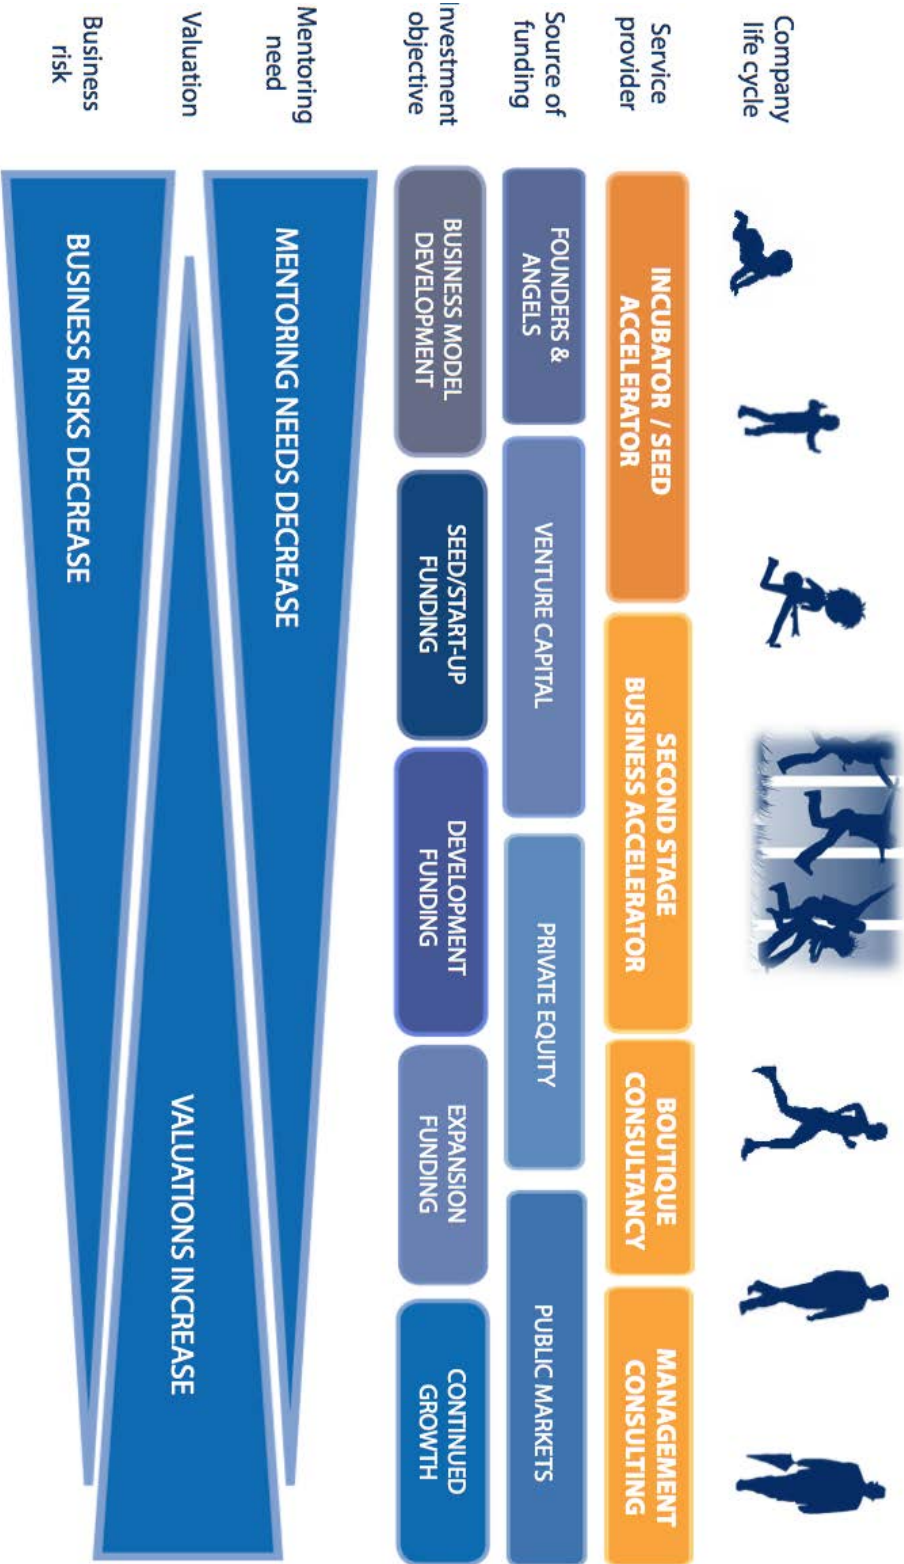 Company
life cycle
Service
provider
INCUBATOR / SEED
ACCELERATOR
SECOND STAGE
BUSINESS ACCELERATOR
BOUTIQUE
CONSULTANCY
MANAGEMENT
CONSULTING
Source of
funding
FOUNDERS &
ANGELS
VENTURE CAPITAL
PRIVATE EQUITY
PUBLIC MARKETS
Investment
objective
BUSINESS MODEL
DEVELOPMENT
SEED/START-UP
FUNDING
DEVELOPMENT
FUNDING
EXPANSION
FUNDING
CONTINUED
GROWTH
Mentoring
need
MENTORING NEEDS DECREASE
Valuation
VALUATIONS INCREASE
Business
risk
BUSINESS RISKS DECREASE